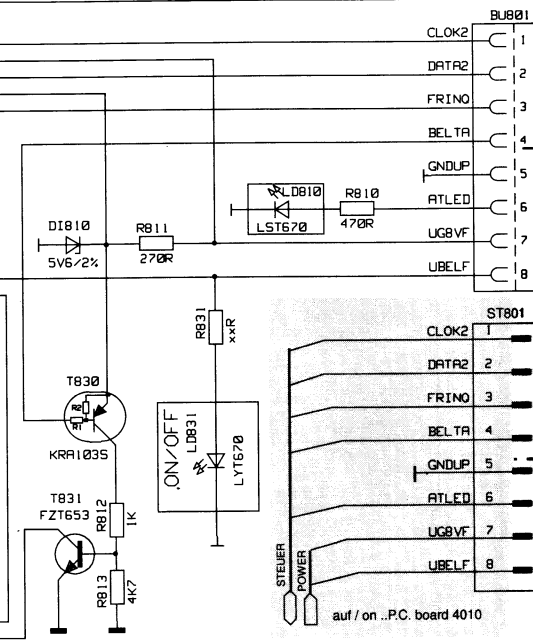 BU801
CLOK2 1
DATA2 2
FRINQ 3
BELTA 4
GNDUP 5
LD810 R810 ATLED 6
LST670 470R
DI810 R811 UG8VF 7
5V6/2% 270R
UBELF 8
R831 xxR
ST801
CLOK2 1
DATA2 2
FRINQ 3
BELTA 4
GNDUP 5
ATLED 6
UG8VF 7
UBELF 8
T830
R2
R1
KRA103S
ON/OFF
LD831
LYT670
T831
FZT653
R812 1K
R813 4K7
STEUER
POWER
auf / on ..P.C. board 4010